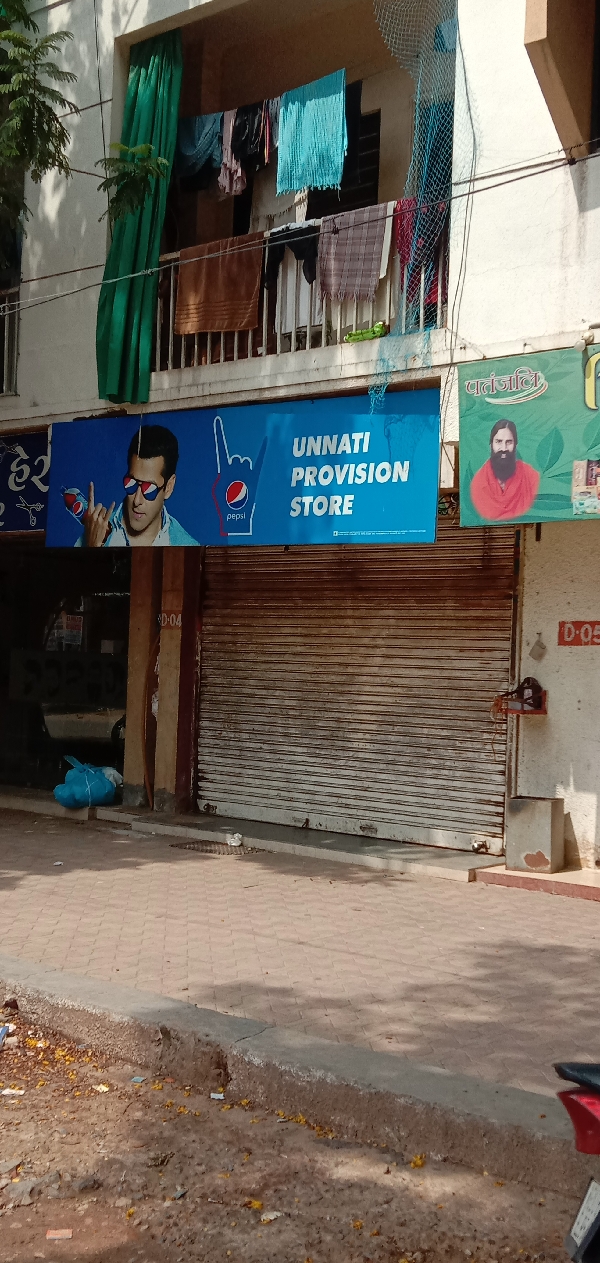 હેર
UNNATI
PROVISION
STORE
pepsi
पतंजलि
D-04
D-05